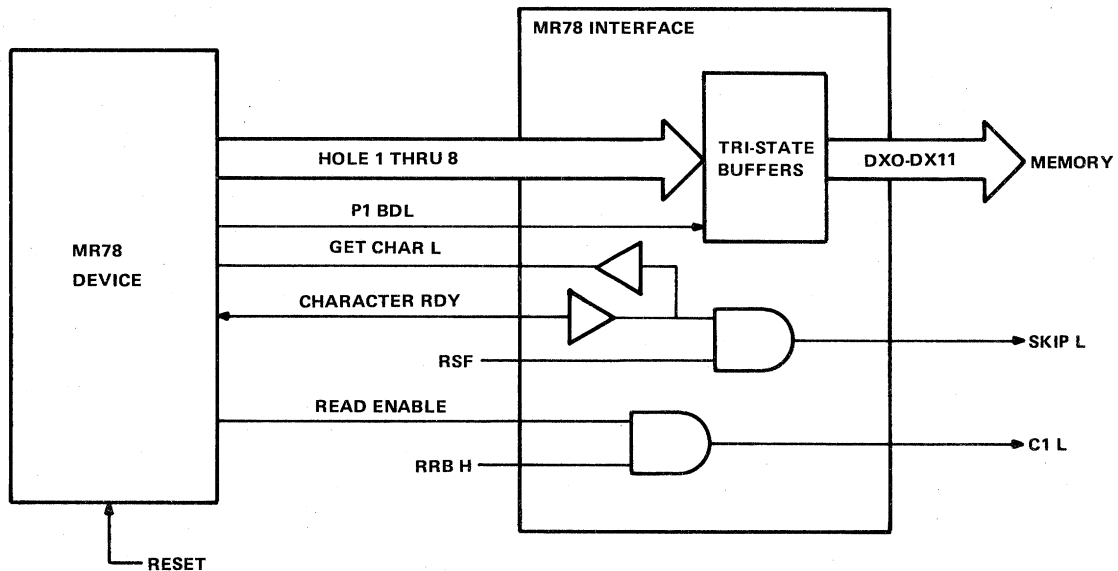 MR78 INTERFACE
HOLE 1 THRU 8
TRI-STATE
BUFFERS
DXO-DX11
MEMORY
P1 BDL
GET CHAR L
MR78
DEVICE
CHARACTER RDY
RSF
SKIP L
READ ENABLE
RRB H
C1 L
RESET